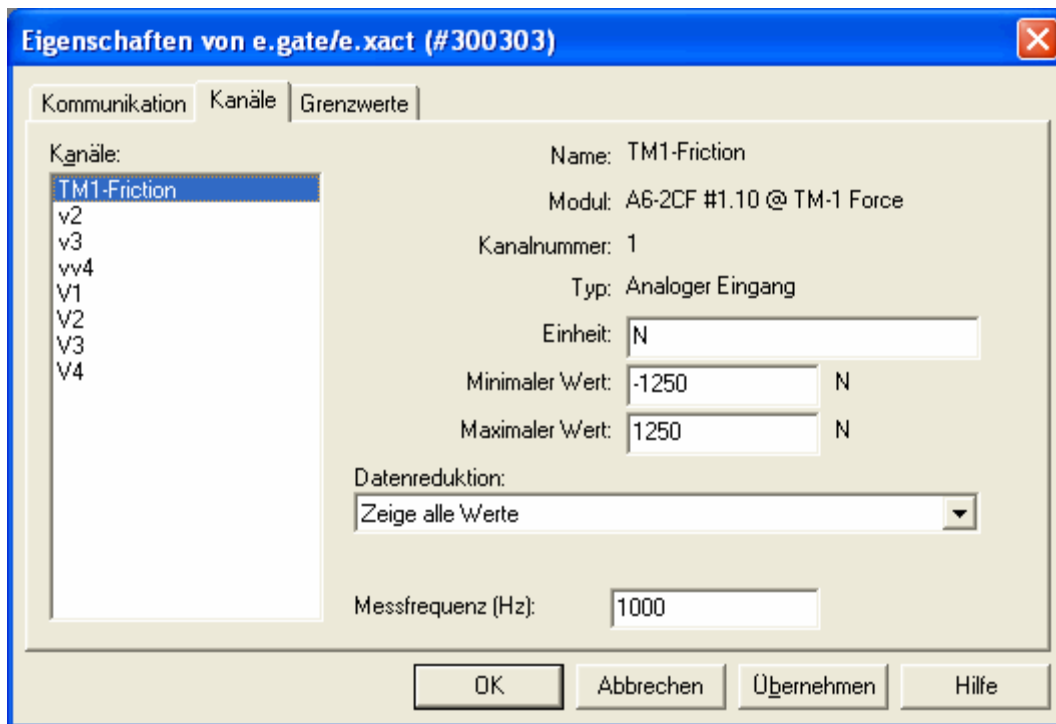 Eigenschaften von e.gate/e.xact (#300303)
Kommunikation Kanäle Grenzwerte
Kanäle:
TM1-Friction
v2
v3
vv4
V1
V2
V3
V4
Name: TM1-Friction
Modul: A6-2CF #1.10 @ TM-1 Force
Kanalnummer: 1
Typ: Analoger Eingang
Einheit: N
Minimaler Wert: -1250 N
Maximaler Wert: 1250 N
Datenreduktion:
Zeige alle Werte
Messfrequenz (Hz): 1000
OK Abbrechen Übernehmen Hilfe